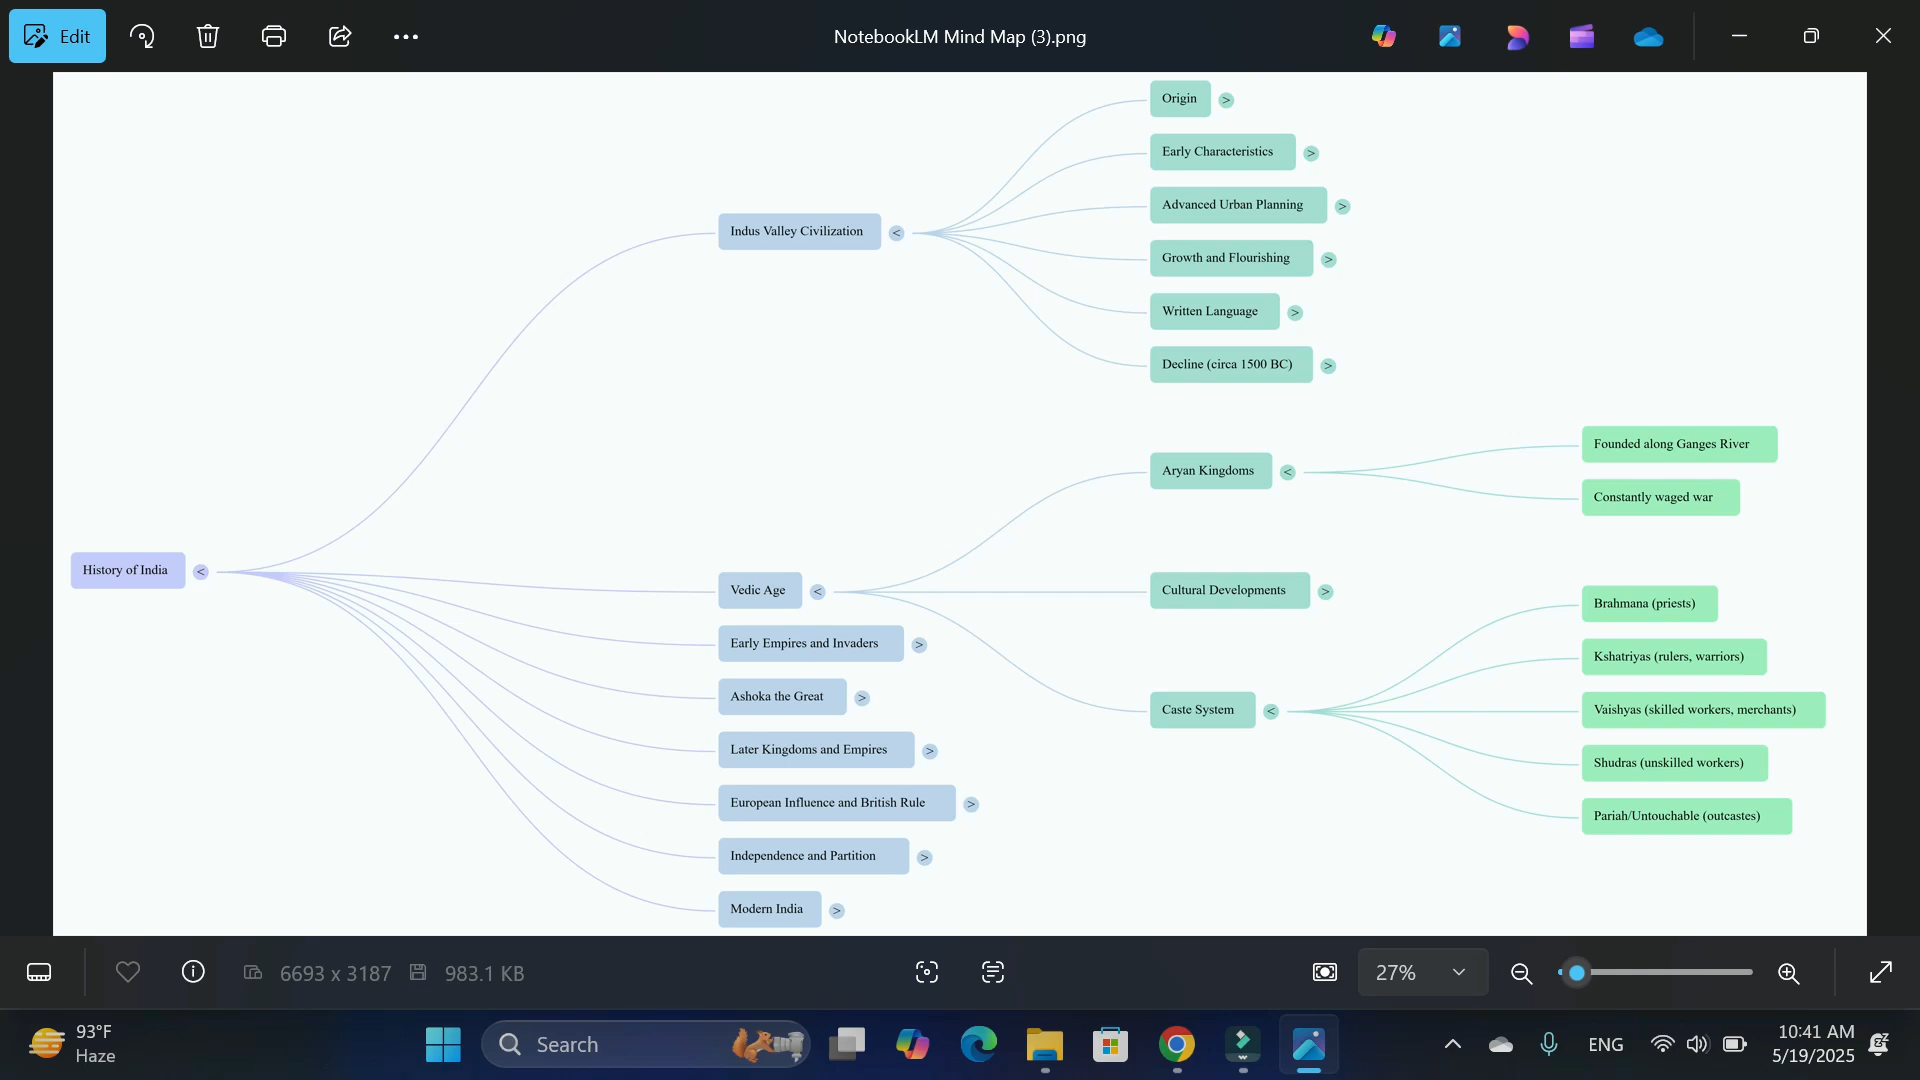 Edit
NotebookLM Mind Map (3).png
Origin
>
Early Characteristics
>
Advanced Urban Planning
>
Indus Valley Civilization
<
Growth and Flourishing
>
Written Language
>
Decline (circa 1500 BC)
>
Founded along Ganges River
Aryan Kingdoms
<
Constantly waged war
History of India
<
Vedic Age
<
Cultural Developments
>
Brahmana (priests)
Early Empires and Invaders
>
Kshatriyas (rulers, warriors)
Ashoka the Great
>
Caste System
<
Vaishyas (skilled workers, merchants)
Later Kingdoms and Empires
>
Shudras (unskilled workers)
European Influence and British Rule
>
Pariah/Untouchable (outcastes)
Independence and Partition
>
Modern India
>
6693 x 3187
983.1 KB
27%
93°F
Haze
Search
ENG
10:41 AM
5/19/2025